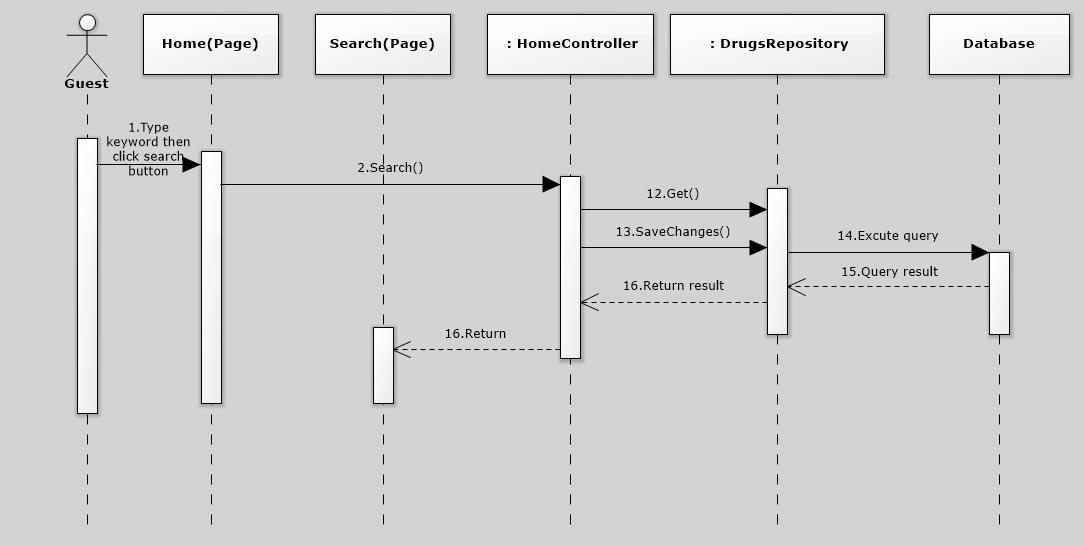 Guest
Home(Page)
Search(Page)
: HomeController
: DrugsRepository
Database
1.Type
keyword then
click search
button
2.Search()
12.Get()
13.SaveChanges()
14.Excute query
15.Query result
16.Return result
16.Return